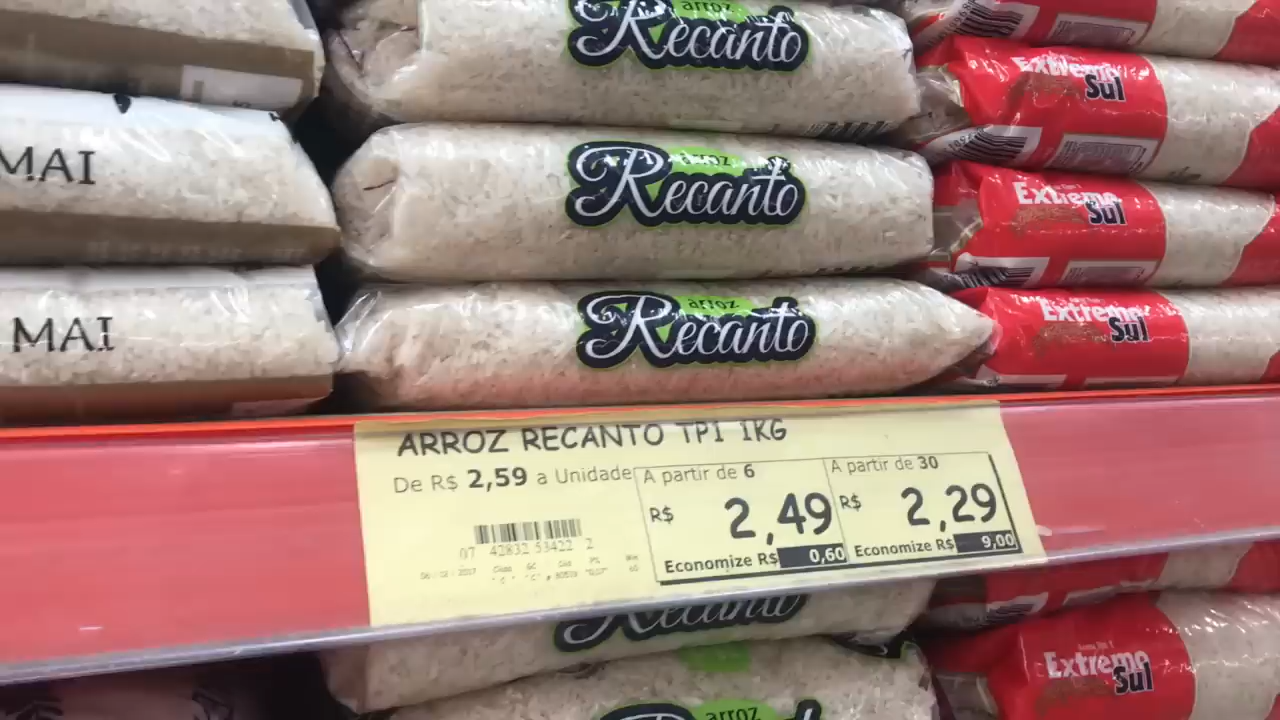 arroz
Recanto
Extremo
Sul
MAI
arroz
Recanto
Extremo
Sul
MAI
arroz
Recanto
Extremo
Sul
ARROZ RECANTO TP1 1KG
De R$ 2,59 a Unidade
A partir de 6
R$ 2,49
Economize R$ 0,60
A partir de 30
R$ 2,29
Economize R$ 9,00
07 42832 53422 2
Recanto
Extremo
Sul
arroz